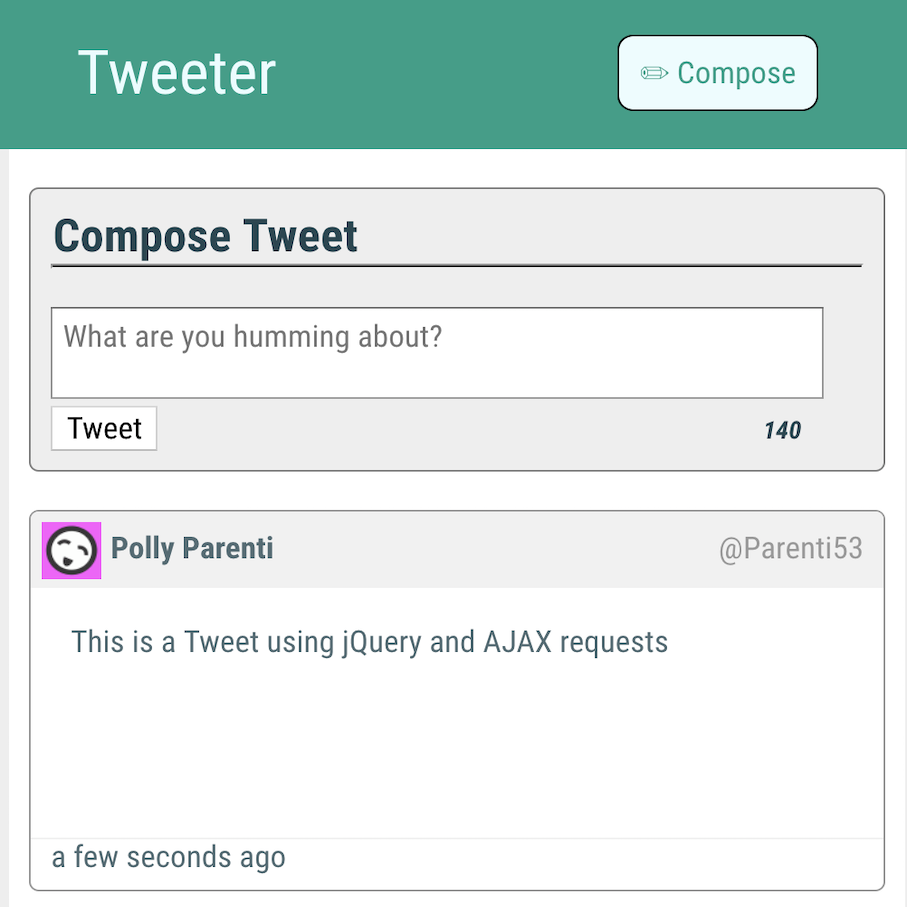 Tweeter
✏ Compose
Compose Tweet
What are you humming about?
Tweet
140
Polly Parenti
@Parenti53
This is a Tweet using jQuery and AJAX requests
a few seconds ago